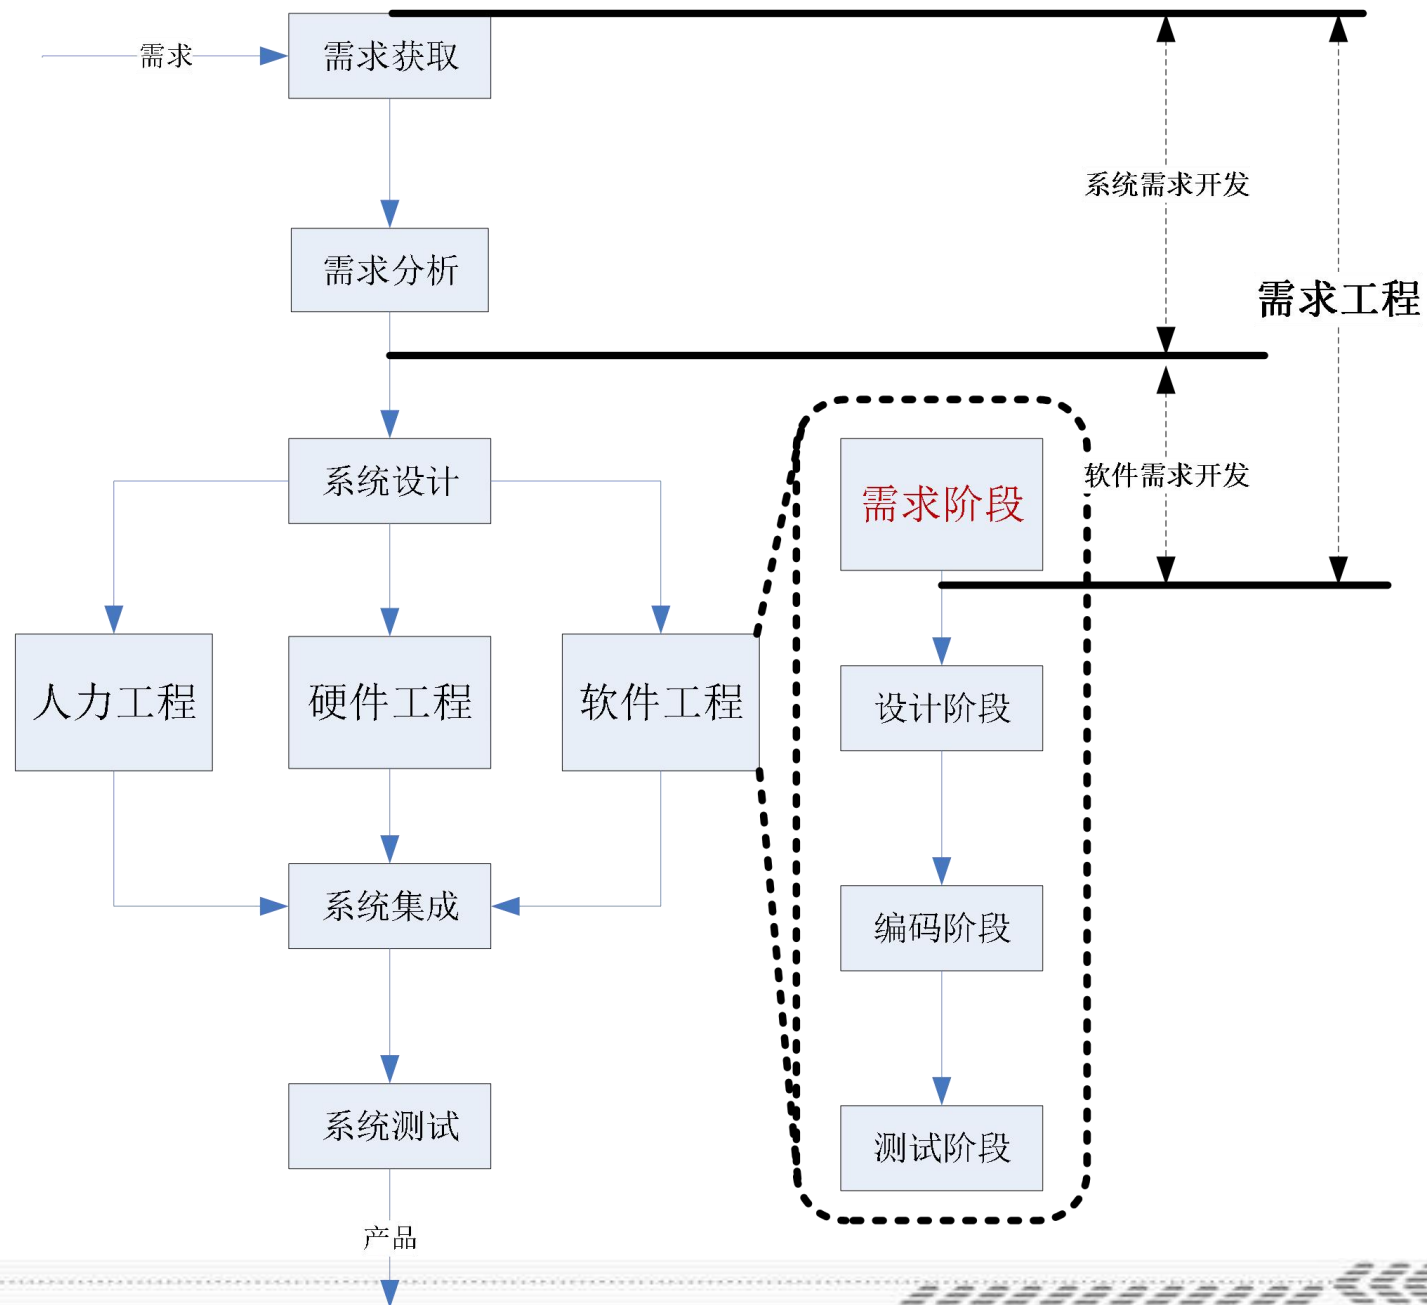 需求
需求获取
系统需求开发
需求分析
需求工程
系统设计
需求阶段
软件需求开发
人力工程
硬件工程
软件工程
设计阶段
系统集成
编码阶段
系统测试
测试阶段
产品